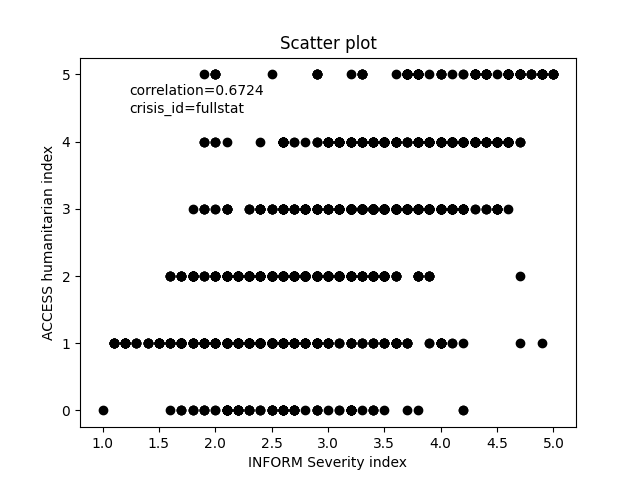 Scatter plot
correlation=0.6724
crisis_id=fullstat
ACCESS humanitarian index
5
4
3
2
1
0
1.0 1.5 2.0 2.5 3.0 3.5 4.0 4.5 5.0
INFORM Severity index